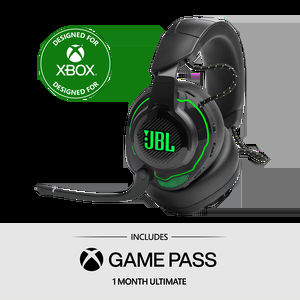 DESIGNED FOR
XBOX
DESIGNED FOR
JBL
INCLUDES
GAME PASS
1 MONTH ULTIMATE